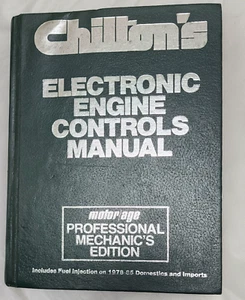 Chilton's
ELECTRONIC
ENGINE
CONTROLS
MANUAL
motor/age
PROFESSIONAL
MECHANIC'S
EDITION
Includes Fuel Injection on 1978-85 Domestics and Imports